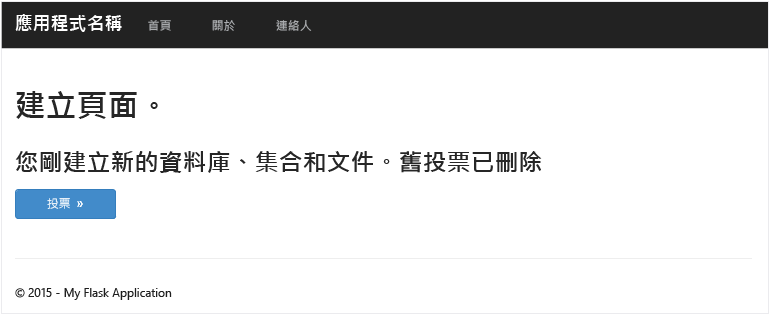 應用程式名稱 首頁 關於 連絡人
建立頁面。
您剛建立新的資料庫、集合和文件。舊投票已刪除
投票 »
© 2015 - My Flask Application